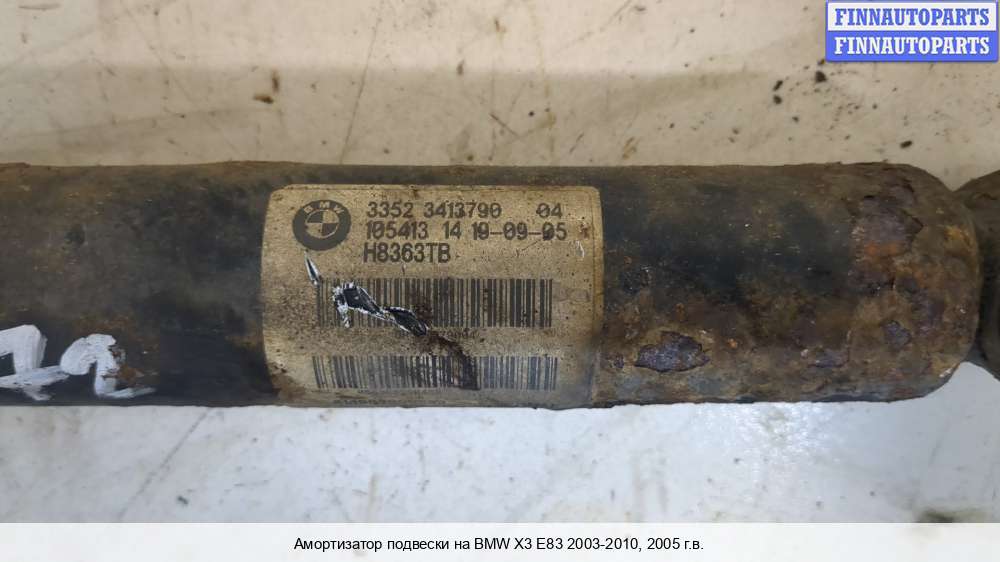 FINNAUTOPARTS
FINNAUTOPARTS
BMW
3352 3413790 04
105413 14 19-09-05
H8363TB
Амортизатор подвески на BMW X3 E83 2003-2010, 2005 г.в.